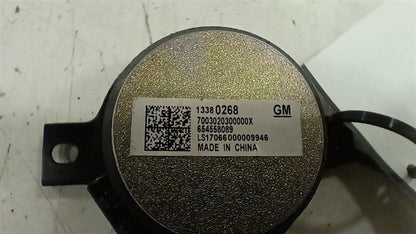 13380268 GM
7003020300000X
654558089
LS17066000009946
MADE IN CHINA